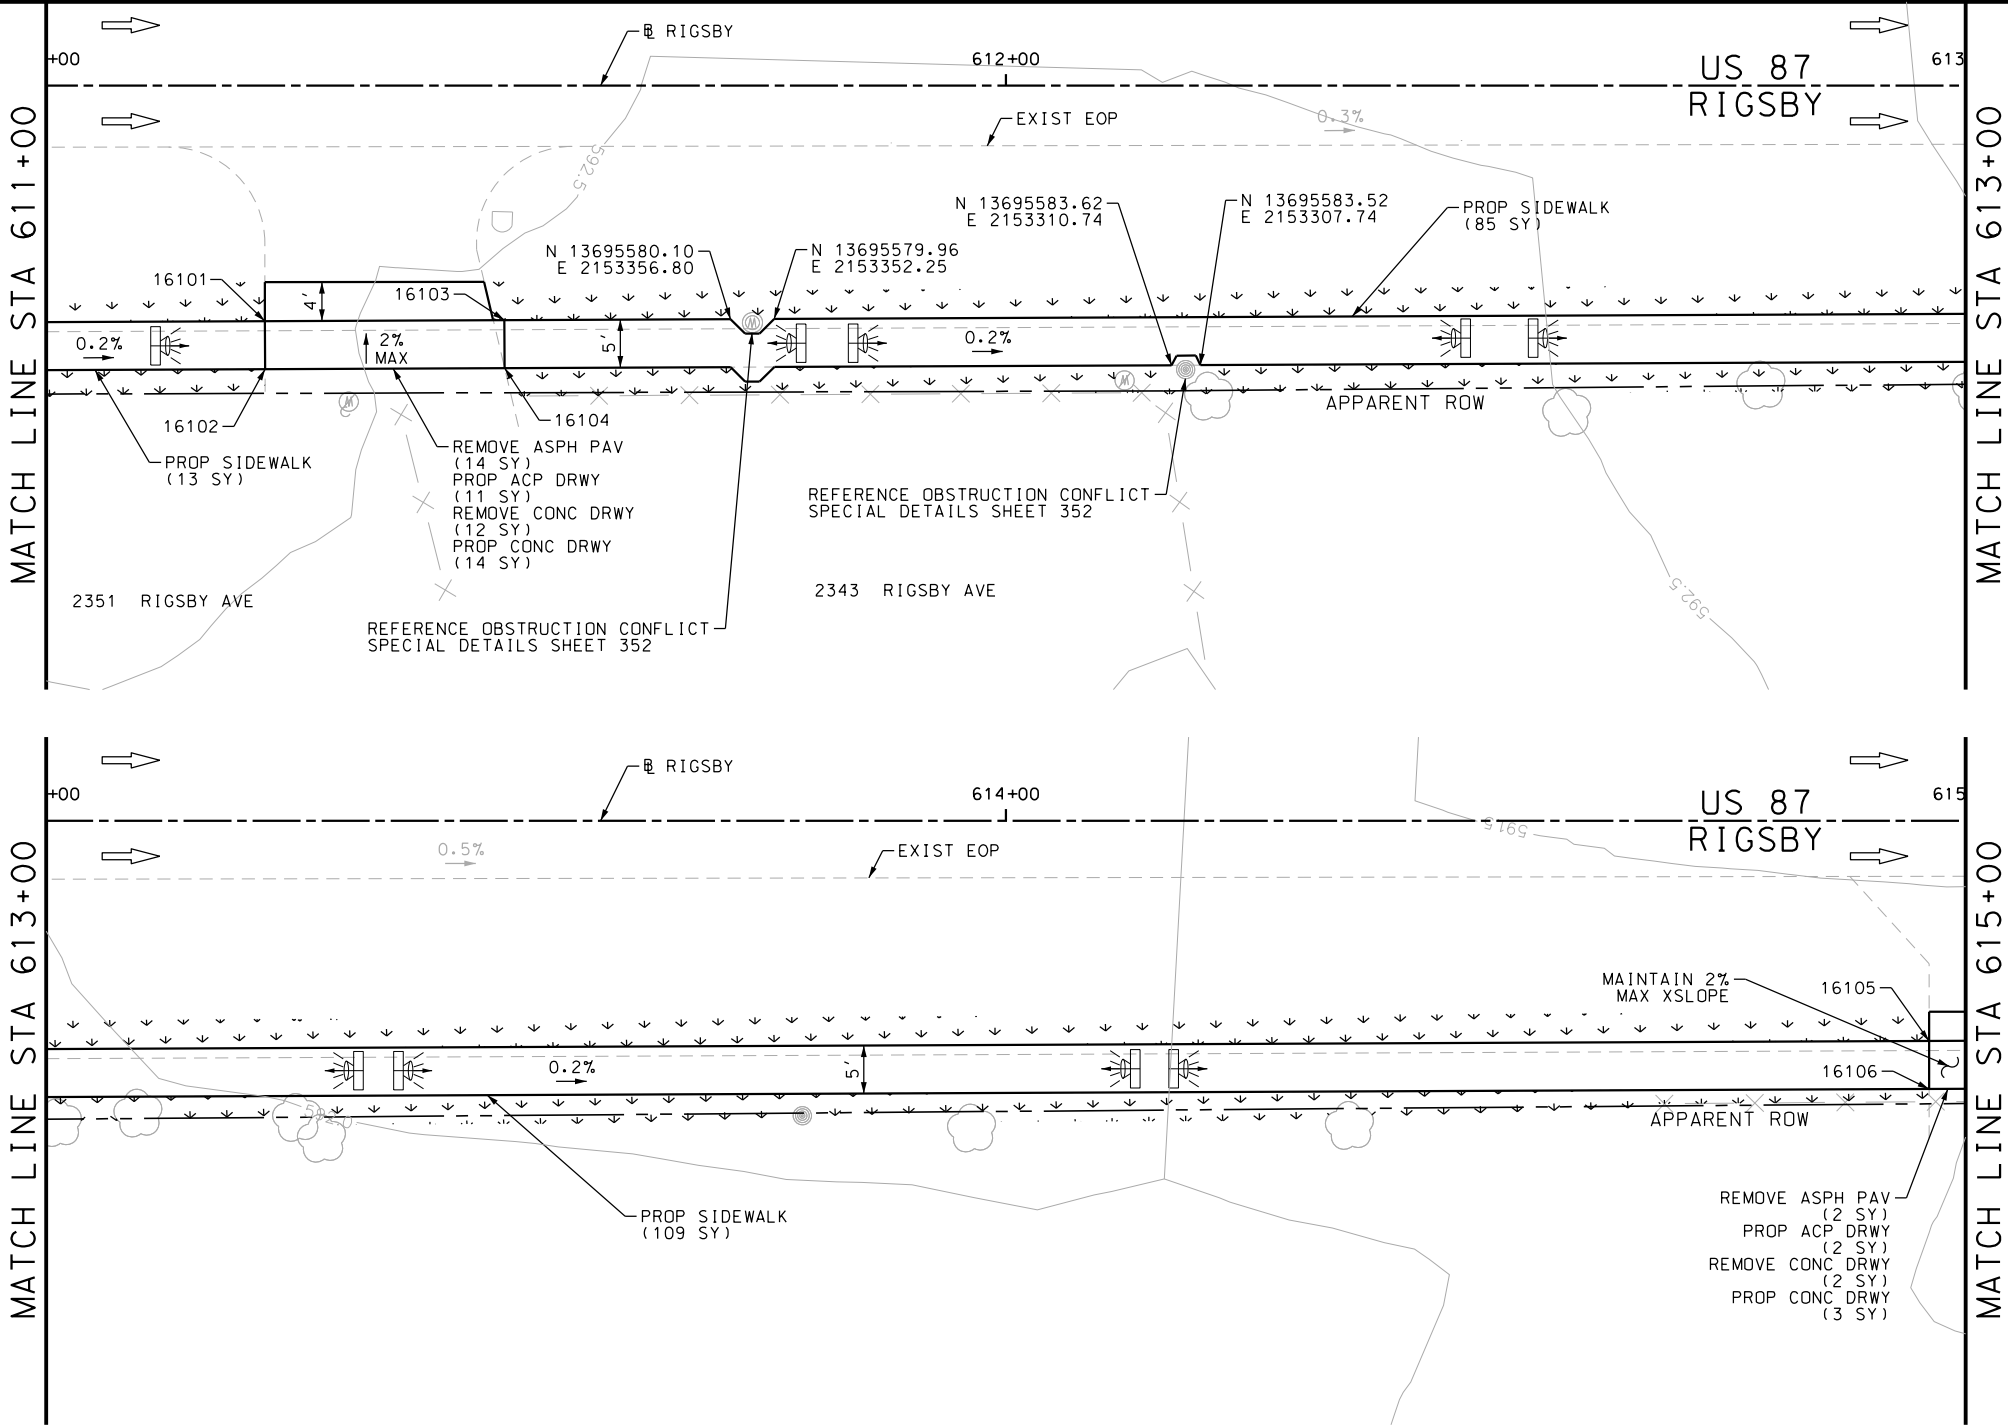 MATCH LINE STA 611+00
+00
BL RIGSBY
612+00
US 87
RIGSBY
613
MATCH LINE STA 613+00
EXIST EOP
0.3%
592.5
N 13695583.62
E 2153310.74
N 13695583.52
E 2153307.74
PROP SIDEWALK
(85 SY)
N 13695580.10
E 2153356.80
N 13695579.96
E 2153352.25
16101
4'
16103
0.2%
2%
MAX
5'
0.2%
W
W
W
APPARENT ROW
16102
16104
PROP SIDEWALK
(13 SY)
REMOVE ASPH PAV
(14 SY)
PROP ACP DRWY
(11 SY)
REMOVE CONC DRWY
(12 SY)
PROP CONC DRWY
(14 SY)
REFERENCE OBSTRUCTION CONFLICT
SPECIAL DETAILS SHEET 352
2351 RIGSBY AVE
2343 RIGSBY AVE
592.5
REFERENCE OBSTRUCTION CONFLICT
SPECIAL DETAILS SHEET 352
MATCH LINE STA 613+00
+00
BL RIGSBY
614+00
US 87
RIGSBY
615
MATCH LINE STA 615+00
591.5
0.5%
EXIST EOP
MAINTAIN 2%
MAX XSLOPE
16105
0.2%
5'
16106
APPARENT ROW
PROP SIDEWALK
(109 SY)
REMOVE ASPH PAV
(2 SY)
PROP ACP DRWY
(2 SY)
REMOVE CONC DRWY
(2 SY)
PROP CONC DRWY
(3 SY)